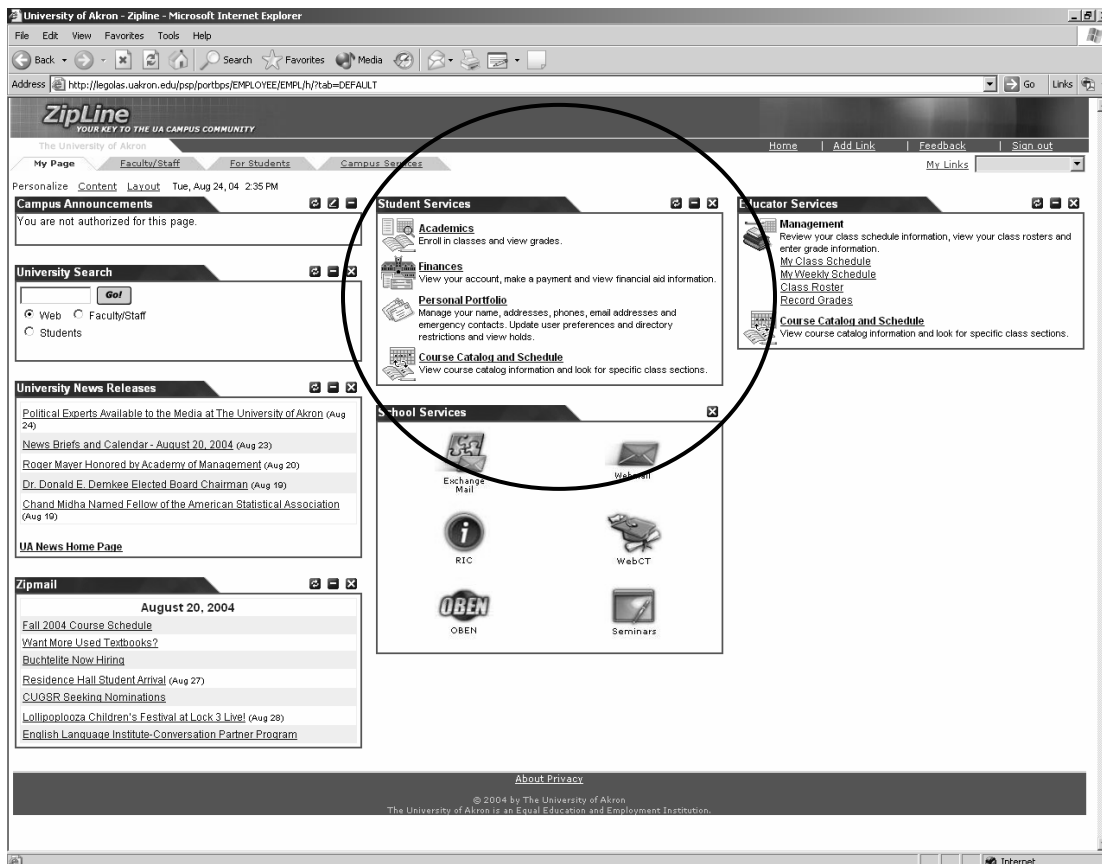 University of Akron - Zipline - Microsoft Internet Explorer
File Edit View Favorites Tools Help
Back Search Favorites Media
Address http://legolas.uakron.edu/psp/portbps/EMPLOYEE/EMPL/h/?tab=DEFAULT Go Links
ZipLine
YOUR KEY TO THE UA CAMPUS COMMUNITY
The University of Akron
Home | Add Link | Feedback | Sign out
My Page Faculty/Staff For Students Campus Services
My Links
Personalize Content Layout Tue, Aug 24, 04 2:35 PM
Campus Announcements
You are not authorized for this page.
University Search
Go!
Web Faculty/Staff
Students
University News Releases
Political Experts Available to the Media at The University of Akron (Aug
24)
News Briefs and Calendar - August 20, 2004 (Aug 23)
Roger Mayer Honored by Academy of Management (Aug 20)
Dr. Donald E. Demkee Elected Board Chairman (Aug 19)
Chand Midha Named Fellow of the American Statistical Association
(Aug 19)
UA News Home Page
Zipmail
August 20, 2004
Fall 2004 Course Schedule
Want More Used Textbooks?
Buchtelite Now Hiring
Residence Hall Student Arrival (Aug 27)
CUGSR Seeking Nominations
Lollipoplooza Children's Festival at Lock 3 Live! (Aug 28)
English Language Institute-Conversation Partner Program
Student Services
Academics
Enroll in classes and view grades.
Finances
View your account, make a payment and view financial aid information.
Personal Portfolio
Manage your name, addresses, phones, email addresses and
emergency contacts. Update user preferences and directory
restrictions and view holds.
Course Catalog and Schedule
View course catalog information and look for specific class sections.
School Services
Exchange
Mail
Webmail
RIC
WebCT
OBEN
OBEN
Seminars
Educator Services
Management
Review your class schedule information, view your class rosters and
enter grade information.
My Class Schedule
My Weekly Schedule
Class Roster
Record Grades
Course Catalog and Schedule
View course catalog information and look for specific class sections.
About Privacy
© 2004 by The University of Akron
The University of Akron is an Equal Education and Employment Institution.
Internet